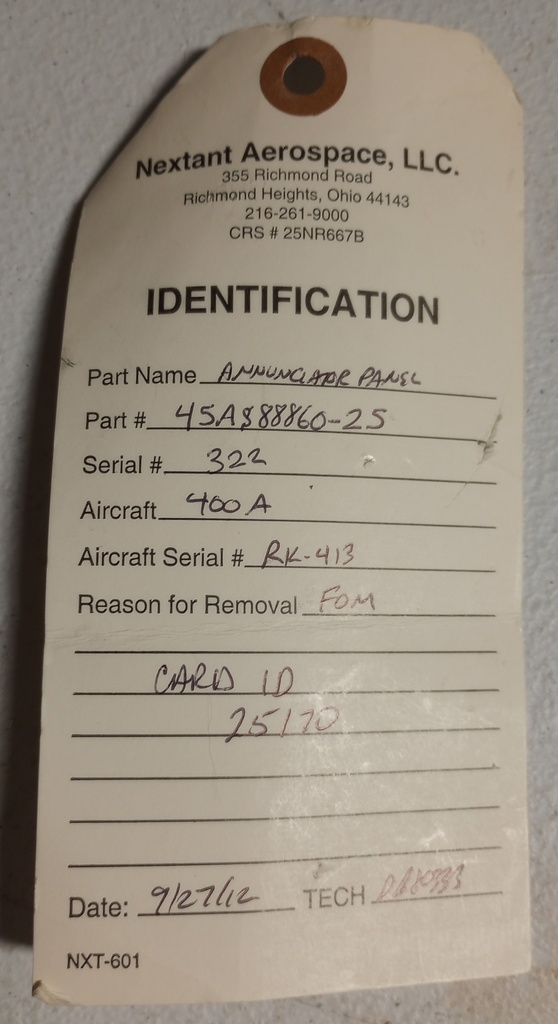 Nextant Aerospace, LLC.
355 Richmond Road
Richmond Heights, Ohio 44143
216-261-9000
CRS # 25NR667B
IDENTIFICATION
Part Name ANNUNCIATOR PANEL
Part # 45AS88860-25
Serial # 322
Aircraft 400A
Aircraft Serial # RK-413
Reason for Removal FOM
CARD ID
25170
Date: 9/27/12 TECH
NXT-601